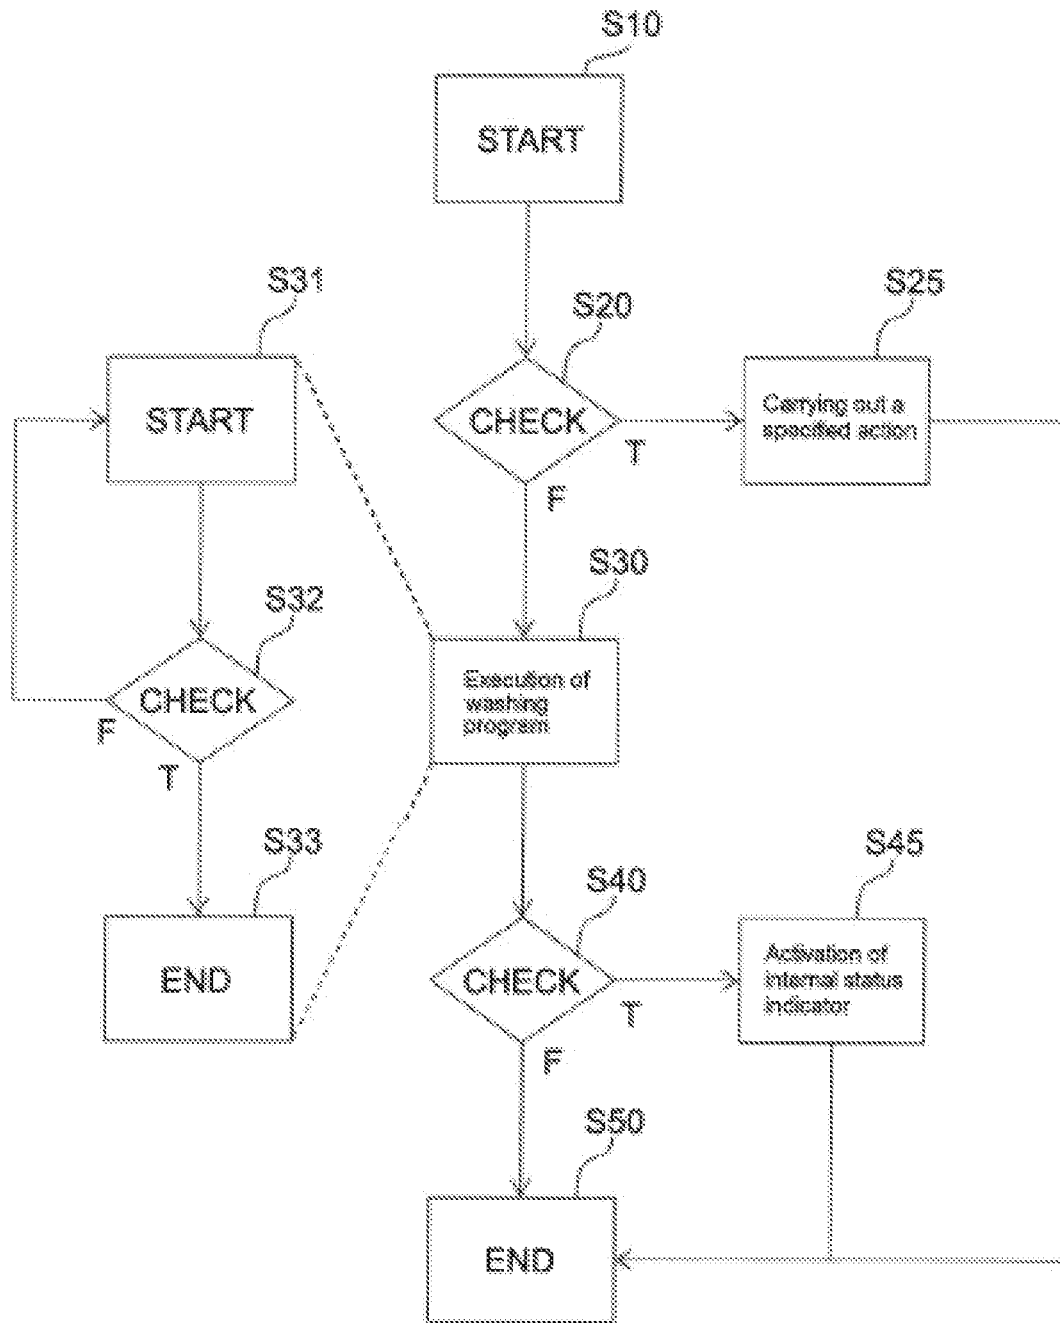 S10
START
S31
S20
S25
START
CHECK
T
F
Carrying out a
specified action
S32
S30
CHECK
F
T
Execution of
washing
program
S33
S40
S45
END
CHECK
T
F
Activation of
internal status
indicator
S50
END